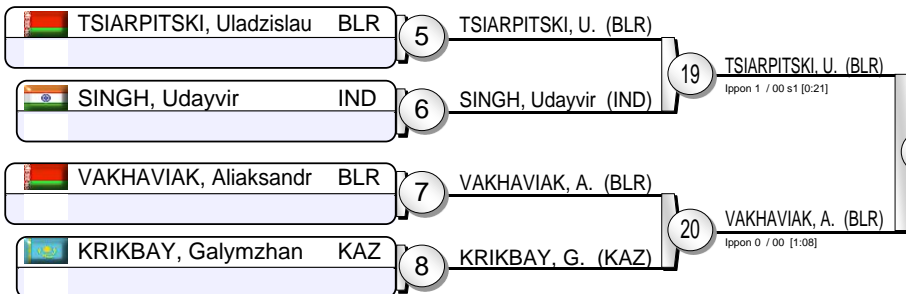 TSIARPITSKI, Uladzislau BLR
5
TSIARPITSKI, U. (BLR)
19
TSIARPITSKI, U. (BLR)
Ippon 1 / 00 s1 [0:21]
SINGH, Udayvir IND
6
SINGH, Udayvir (IND)
VAKHAVIAK, Aliaksandr BLR
7
VAKHAVIAK, A. (BLR)
20
VAKHAVIAK, A. (BLR)
Ippon 0 / 00 [1:08]
KRIKBAY, Galymzhan KAZ
8
KRIKBAY, G. (KAZ)